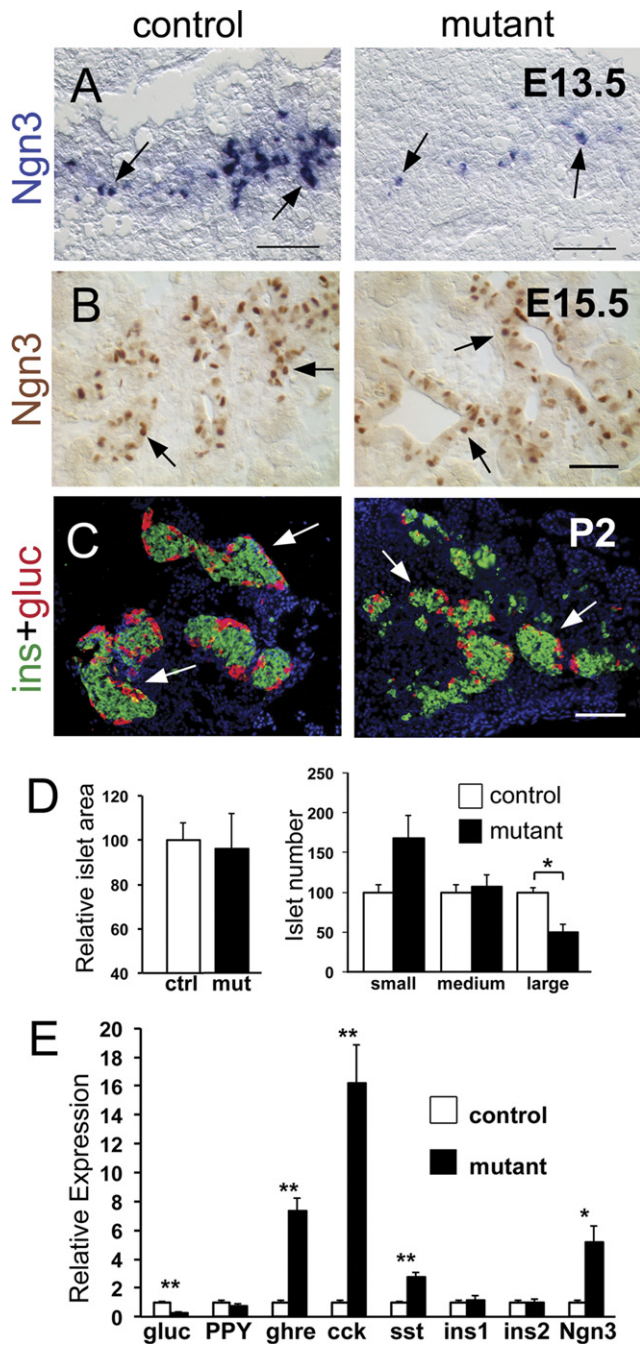 control mutant
Ngn3 A E13.5
Ngn3 B E15.5
ins+gluc C P2
D
Relative islet area
120
100
80
60
40
ctrl mut
Islet number
250
200
150
100
50
0
control
mutant
*
small medium large
E
Relative Expression
20
18
16
14
12
10
8
6
4
2
0
control
mutant
** ** ** ** *
gluc PPY ghre cck sst ins1 ins2 Ngn3